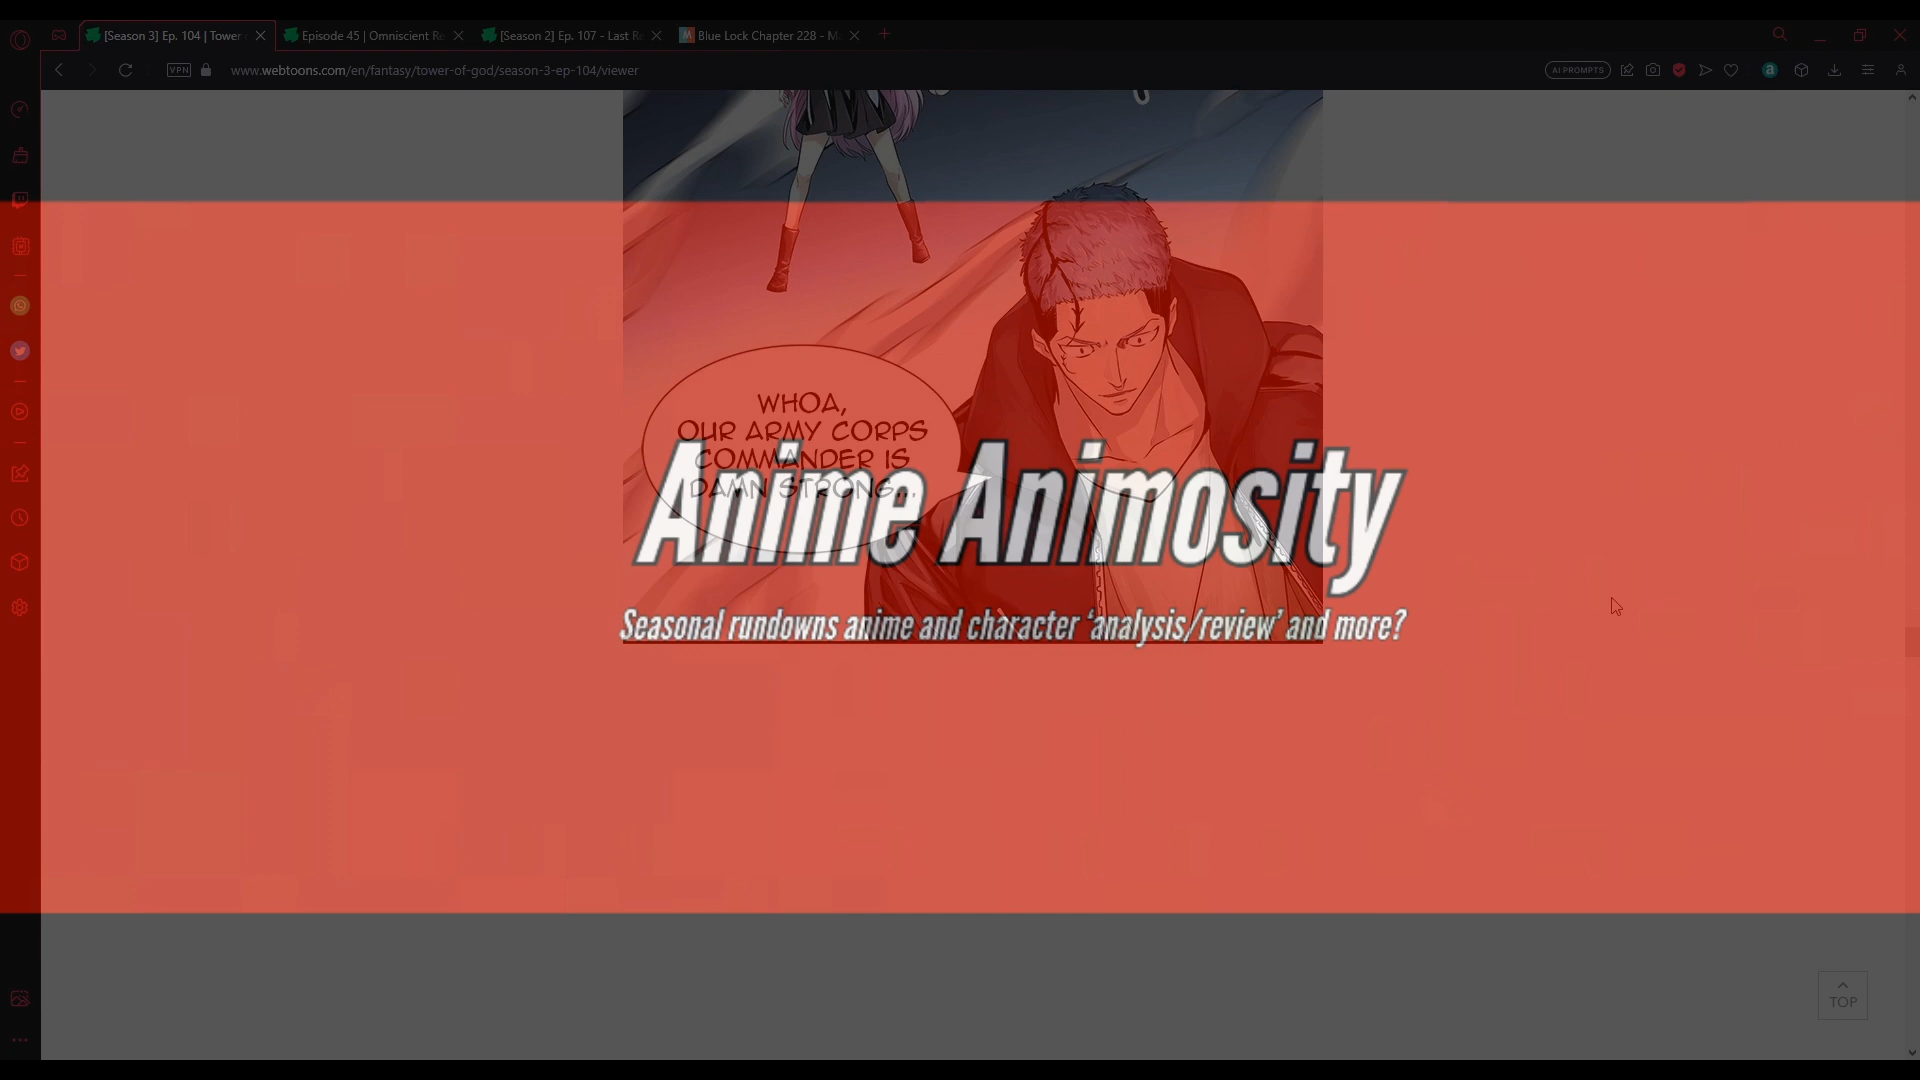 [Season 3] Ep. 104 | Tower
Episode 45 | Omniscient Re
[Season 2] Ep. 107 - Last Re
Blue Lock Chapter 228 - M
VPN
www.webtoons.com/en/fantasy/tower-of-god/season-3-ep-104/viewer
AI PROMPTS
a
WHOA,
OUR ARMY CORPS
COMMANDER IS
DAMN STRONG...
Anime Animosity
Seasonal rundowns anime and character 'analysis/review' and more?
TOP